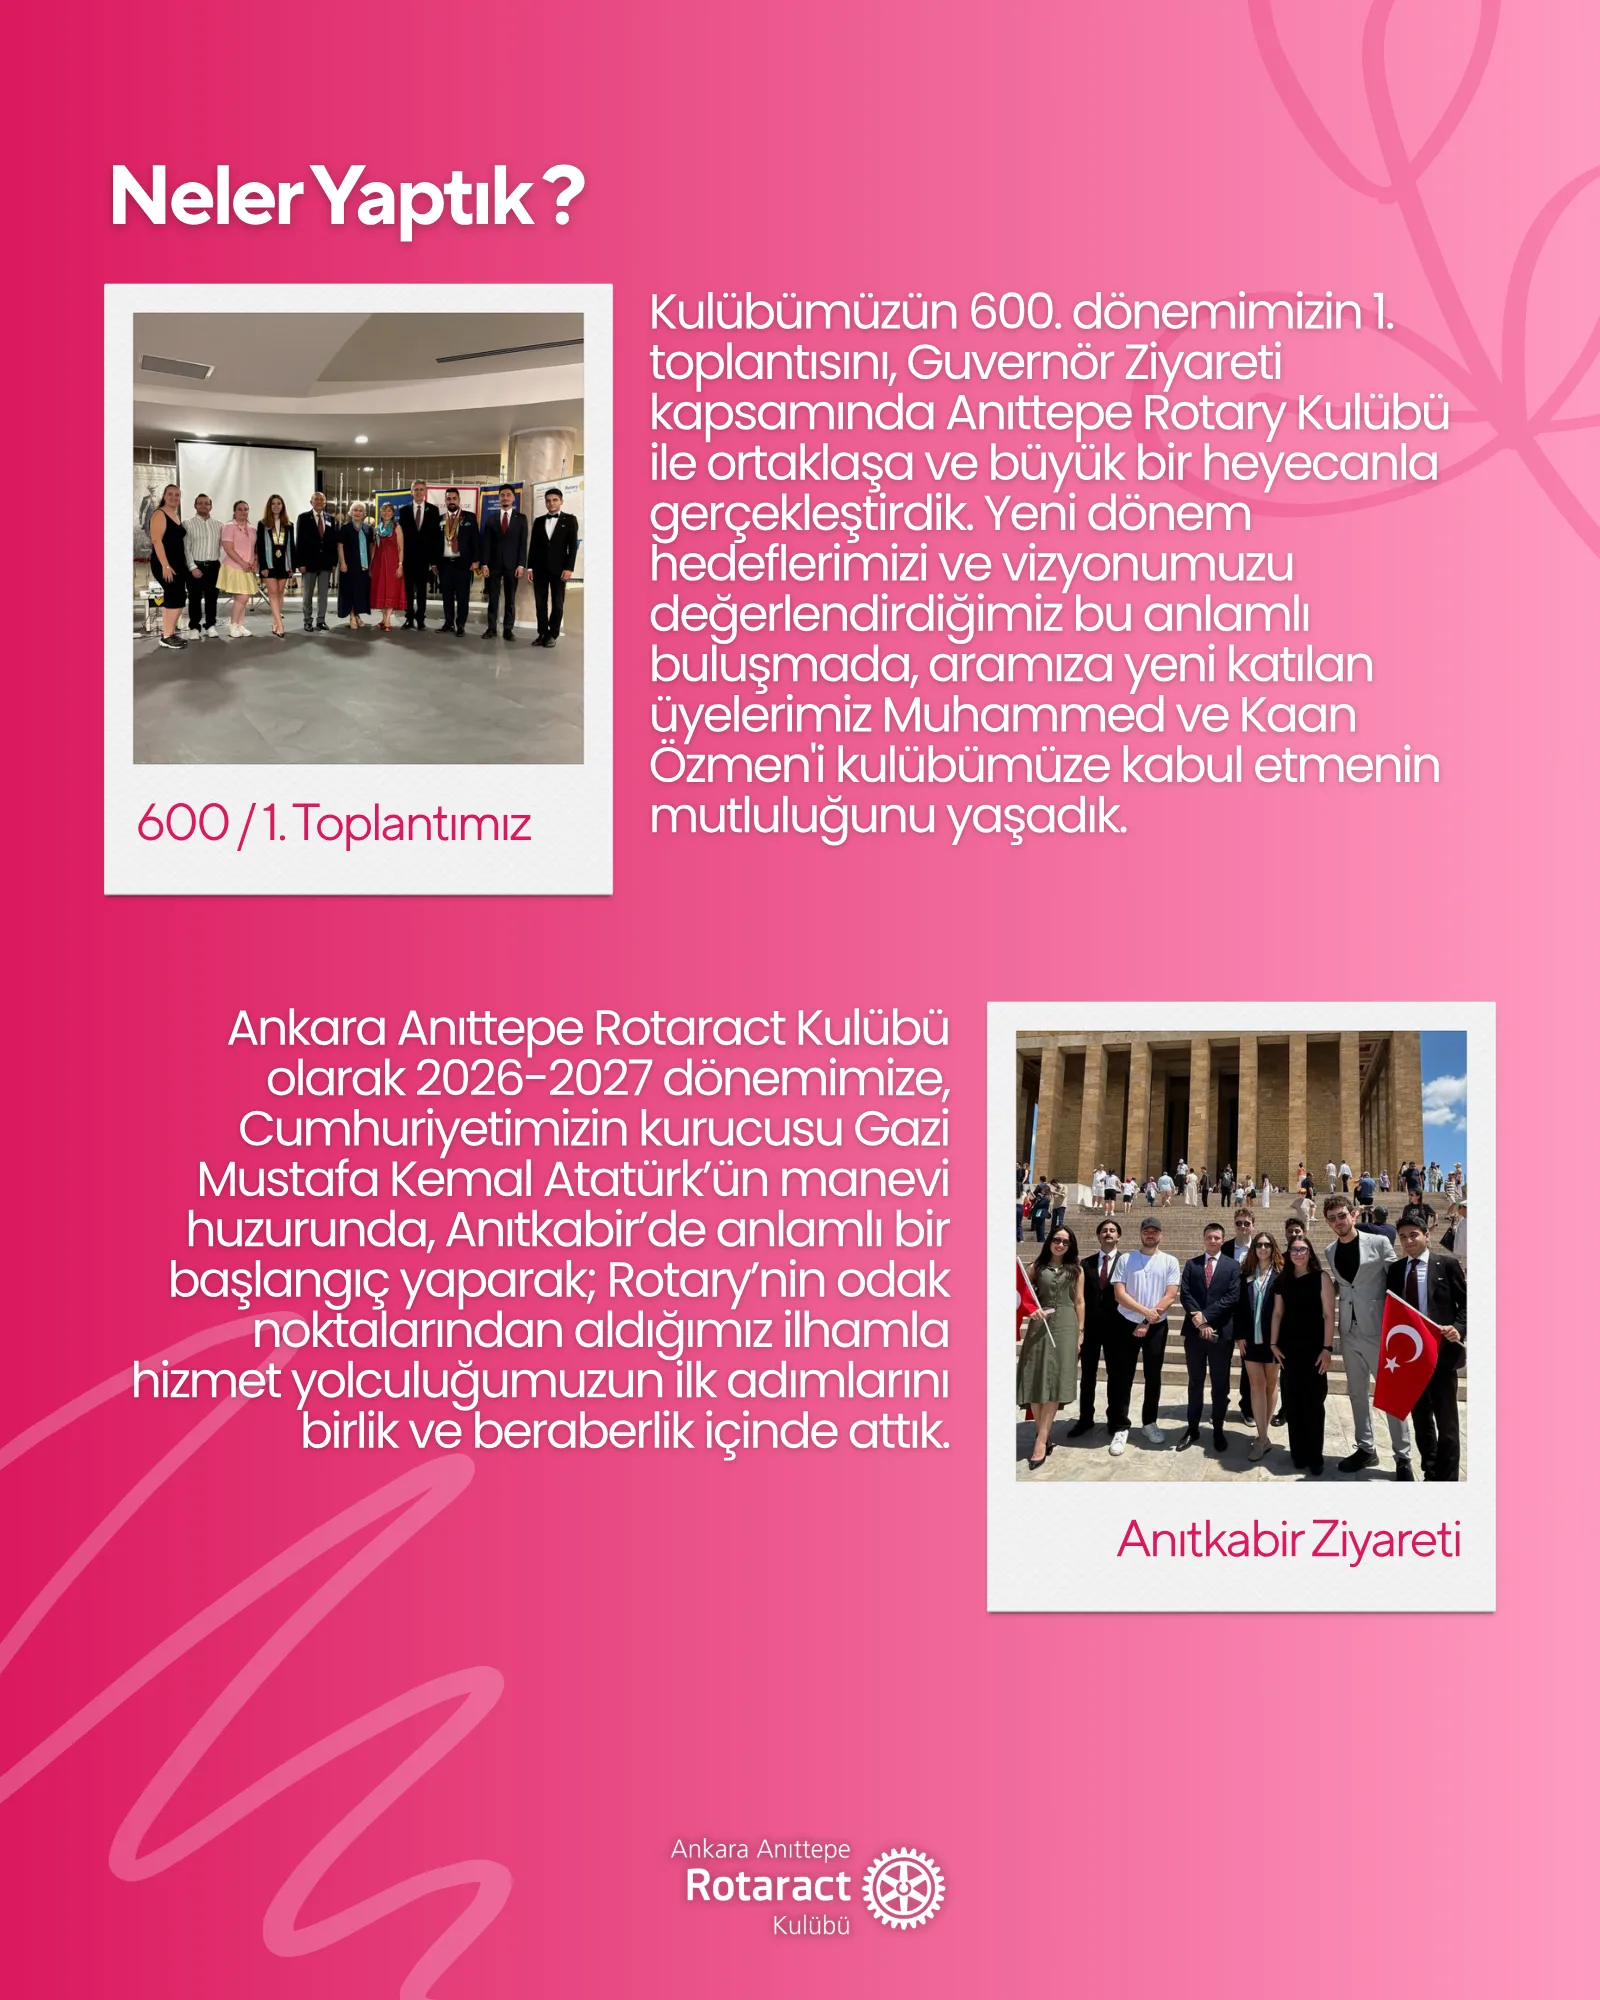 Neler Yaptık ?
Kulübümüzün 600. dönemimizin 1.
toplantısını, Guvernör Ziyareti
kapsamında Anıttepe Rotary Kulübü
ile ortaklaşa ve büyük bir heyecanla
gerçekleştirdik. Yeni dönem
hedeflerimizi ve vizyonumuzu
değerlendirdiğimiz bu anlamlı
buluşmada, aramıza yeni katılan
üyelerimiz Muhammed ve Kaan
Özmen'i kulübümüze kabul etmenin
mutluluğunu yaşadık.
600 / 1. Toplantımız
Ankara Anıttepe Rotaract Kulübü
olarak 2026-2027 dönemimize,
Cumhuriyetimizin kurucusu Gazi
Mustafa Kemal Atatürk’ün manevi
huzurunda, Anıtkabir’de anlamlı bir
başlangıç yaparak; Rotary’nin odak
noktalarından aldığımız ilhamla
hizmet yolculuğumuzun ilk adımlarını
birlik ve beraberlik içinde attık.
Anıtkabir Ziyareti
Ankara Anıttepe
Rotaract
Kulübü